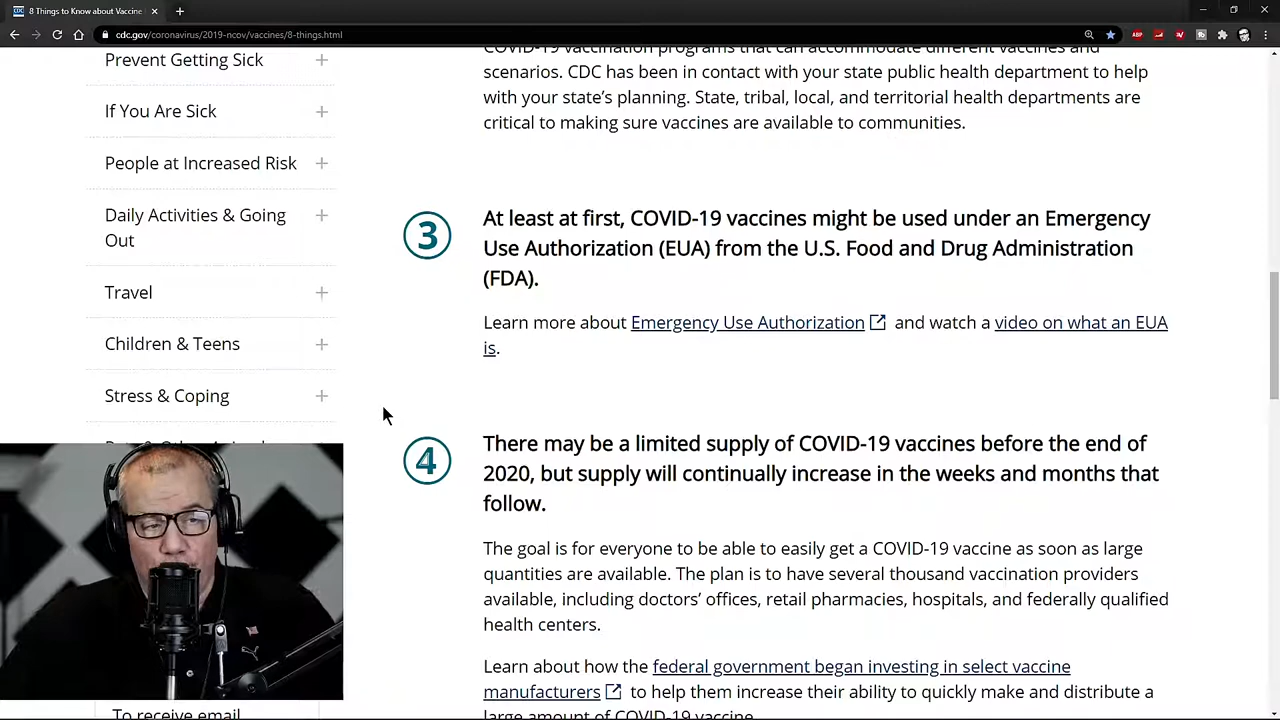 8 Things to Know about Vaccine
cdc.gov/coronavirus/2019-ncov/vaccines/8-things.html
ABP
Prevent Getting Sick
If You Are Sick
People at Increased Risk
Daily Activities & Going
Out
Travel
Children & Teens
Stress & Coping
To receive email
COVID-19 vaccination programs that can accommodate different vaccines and
scenarios. CDC has been in contact with your state public health department to help
with your state’s planning. State, tribal, local, and territorial health departments are
critical to making sure vaccines are available to communities.
3
At least at first, COVID-19 vaccines might be used under an Emergency
Use Authorization (EUA) from the U.S. Food and Drug Administration
(FDA).
Learn more about Emergency Use Authorization and watch a video on what an EUA
is.
4
There may be a limited supply of COVID-19 vaccines before the end of
2020, but supply will continually increase in the weeks and months that
follow.
The goal is for everyone to be able to easily get a COVID-19 vaccine as soon as large
quantities are available. The plan is to have several thousand vaccination providers
available, including doctors’ offices, retail pharmacies, hospitals, and federally qualified
health centers.
Learn about how the federal government began investing in select vaccine
manufacturers to help them increase their ability to quickly make and distribute a
large amount of COVID-19 vaccine.